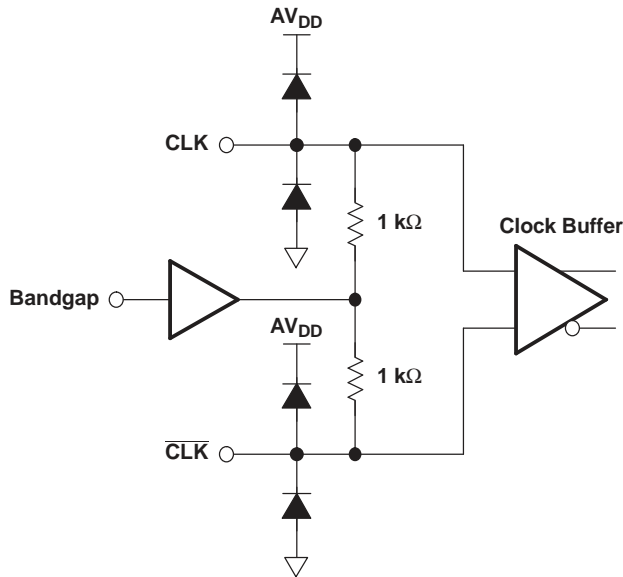 AVDD
CLK
1 kΩ
Clock Buffer
Bandgap
AVDD
1 kΩ
CLK